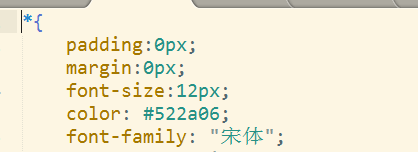 *{
padding:0px;
margin:0px;
font-size:12px;
color: #522a06;
font-family: "宋体";